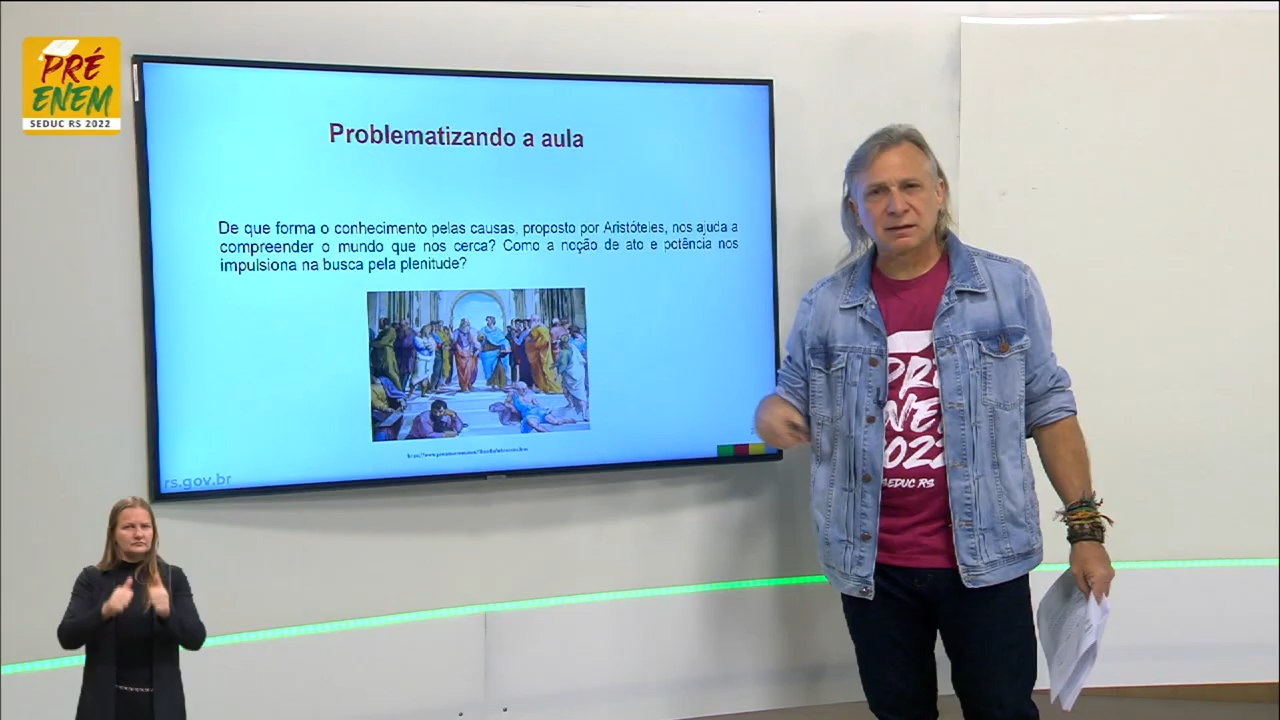 PRÉ
ENEM
SEDUC RS 2022
Problematizando a aula
De que forma o conhecimento pelas causas, proposto por Aristóteles, nos ajuda a
compreender o mundo que nos cerca? Como a noção de ato e potência nos
impulsiona na busca pela plenitude?
rs.gov.br
PRÉ
ENEM
2022
SEDUC RS